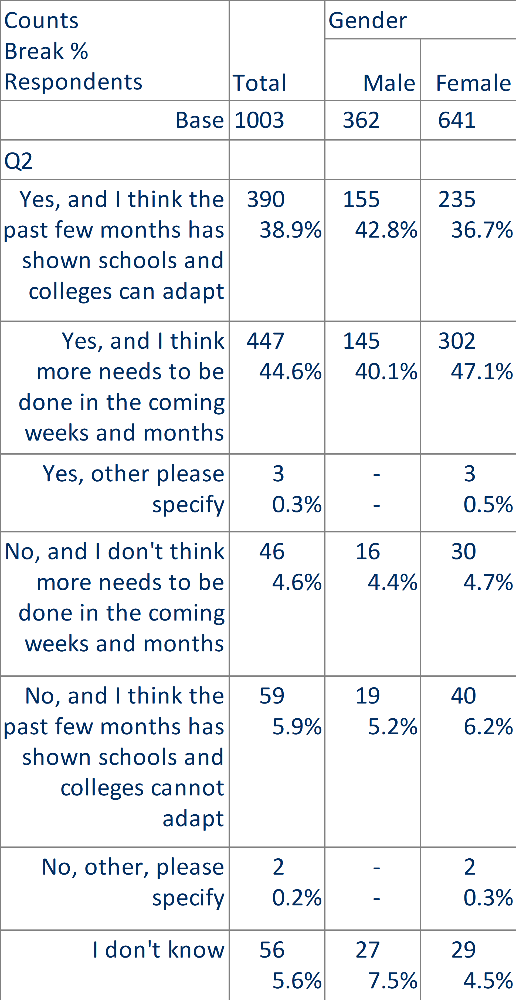 Counts
Break %
Respondents
Total
Gender
Male
Female
Base 1003 362 641
Q2
Yes, and I think the 390 155 235
past few months has 38.9% 42.8% 36.7%
shown schools and
colleges can adapt
Yes, and I think 447 145 302
more needs to be 44.6% 40.1% 47.1%
done in the coming
weeks and months
Yes, other please 3 - 3
specify 0.3% - 0.5%
No, and I don't think 46 16 30
more needs to be 4.6% 4.4% 4.7%
done in the coming
weeks and months
No, and I think the 59 19 40
past few months has 5.9% 5.2% 6.2%
shown schools and
colleges cannot
adapt
No, other, please 2 - 2
specify 0.2% - 0.3%
I don't know 56 27 29
5.6% 7.5% 4.5%